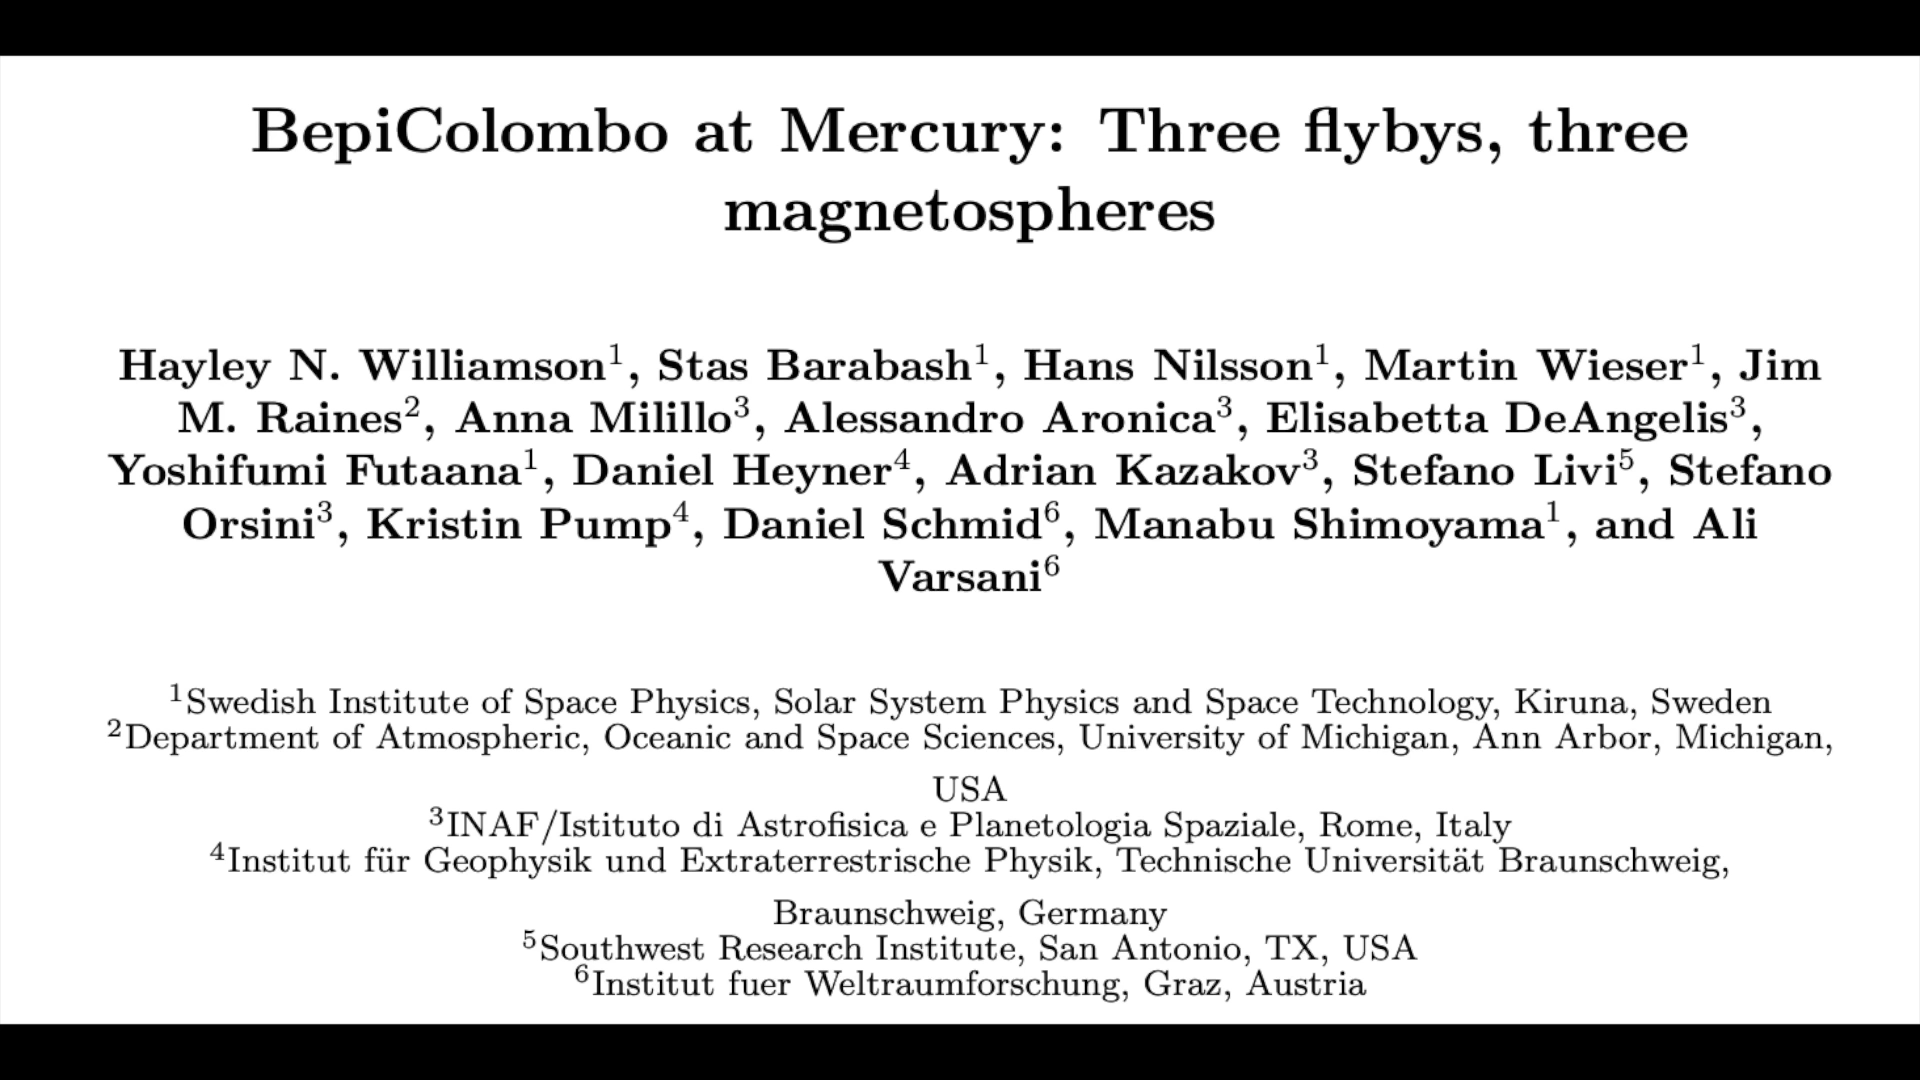 BepiColombo at Mercury: Three flybys, three
magnetospheres
Hayley N. Williamson¹, Stas Barabash¹, Hans Nilsson¹, Martin Wieser¹, Jim
M. Raines², Anna Milillo³, Alessandro Aronica³, Elisabetta DeAngelis³,
Yoshifumi Futaana¹, Daniel Heyner⁴, Adrian Kazakov³, Stefano Livi⁵, Stefano
Orsini³, Kristin Pump⁴, Daniel Schmid⁶, Manabu Shimoyama¹, and Ali
Varsani⁶
¹Swedish Institute of Space Physics, Solar System Physics and Space Technology, Kiruna, Sweden
²Department of Atmospheric, Oceanic and Space Sciences, University of Michigan, Ann Arbor, Michigan,
USA
³INAF/Istituto di Astrofisica e Planetologia Spaziale, Rome, Italy
⁴Institut für Geophysik und Extraterrestrische Physik, Technische Universität Braunschweig,
Braunschweig, Germany
⁵Southwest Research Institute, San Antonio, TX, USA
⁶Institut fuer Weltraumforschung, Graz, Austria